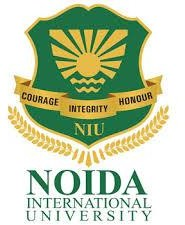 COURAGE INTEGRITY HONOUR
NIU
NOIDA
INTERNATIONAL
UNIVERSITY